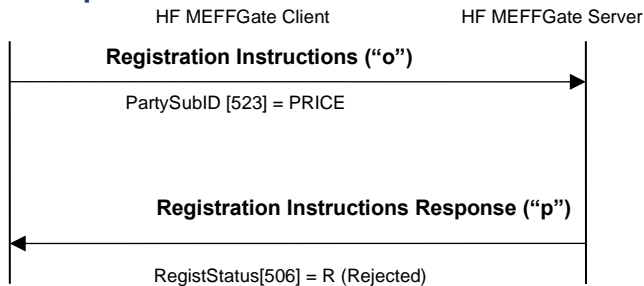 HF MEFFGate Client HF MEFFGate Server
Registration Instructions (“o”)
PartySubID [523] = PRICE
Registration Instructions Response (“p”)
RegistStatus[506] = R (Rejected)